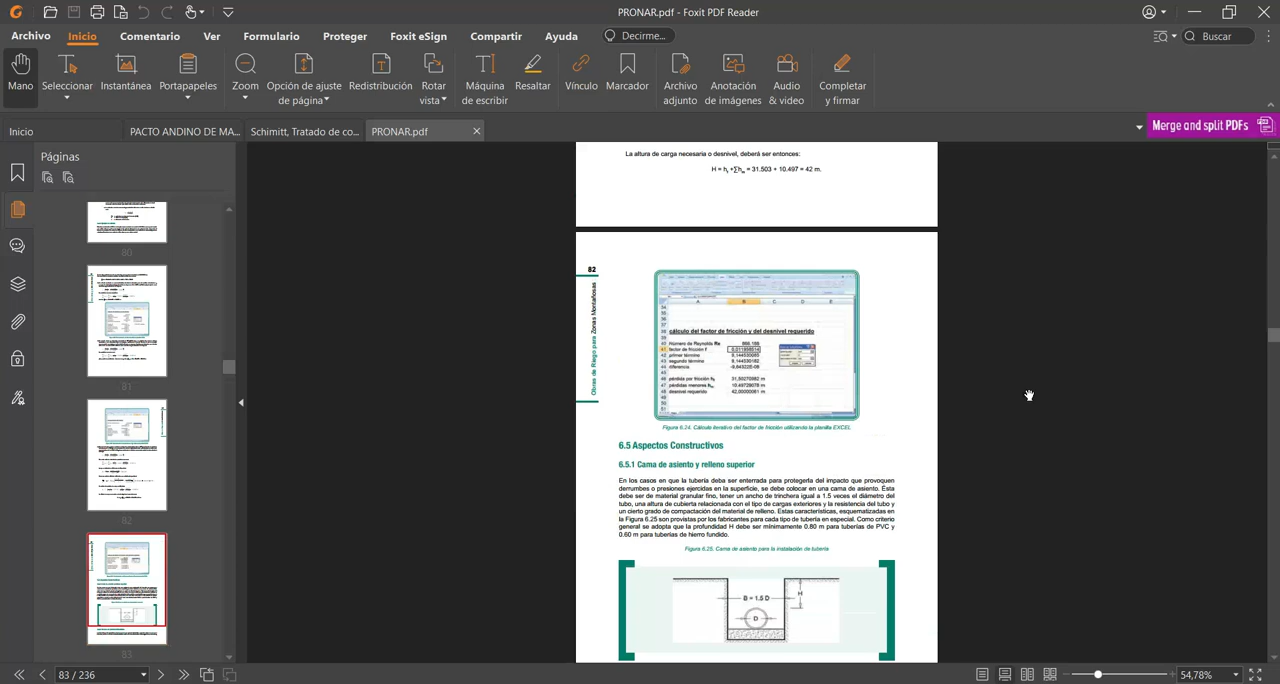 PRONAR.pdf - Foxit PDF Reader
Archivo Inicio Comentario Ver Formulario Proteger Foxit eSign Compartir Ayuda Decirme... Buscar
Mano Seleccionar Instantánea Portapapeles Zoom Opción de ajuste de página Redistribución Rotar vista Máquina de escribir Resaltar Vínculo Marcador Archivo adjunto Anotación de imágenes Audio & video Completar y firmar
Inicio PACTO ANDINO DE MA... Schimitt, Tratado de co... PRONAR.pdf Merge and split PDFs
Páginas
80
81
82
83
La altura de carga necesaria o desnivel, deberá ser entonces:
H = hf +∑hm = 31.503 + 10.497 = 42 m.
82
Obras de Riego para Zonas Montañosas
A B C D E
cálculo del factor de fricción y del desnivel requerido
Número de Reynolds Re
factor de fricción f
primer término
segundo término
diferencia
pérdida por fricción hf
pérdidas menores hm
desnivel requerido
Figura 6.24. Cálculo iterativo del factor de fricción utilizando la planilla EXCEL
6.5 Aspectos Constructivos
6.5.1 Cama de asiento y relleno superior
En los casos en que la tubería deba ser enterrada para protegerla del impacto que provoquen
derrumbes o presiones ejercidas en la superficie, se debe colocar en una cama de asiento. Ésta
debe ser de material granular fino, tener un ancho de trinchera igual a 1.5 veces el diámetro del
tubo, una altura de cubierta relacionada con el tipo de cargas exteriores y la resistencia del tubo y
un cierto grado de compactación del material de relleno. Estas características, esquematizadas en
la Figura 6.25 son provistas por los fabricantes para cada tipo de tubería en especial. Como criterio
general se adopta que la profundidad H debe ser mínimamente 0.80 m para tuberías de PVC y
0.60 m para tuberías de hierro fundido.
Figura 6.25. Cama de asiento para la instalación de tubería
B = 1.5 D
H
D
83 / 236
54,78%